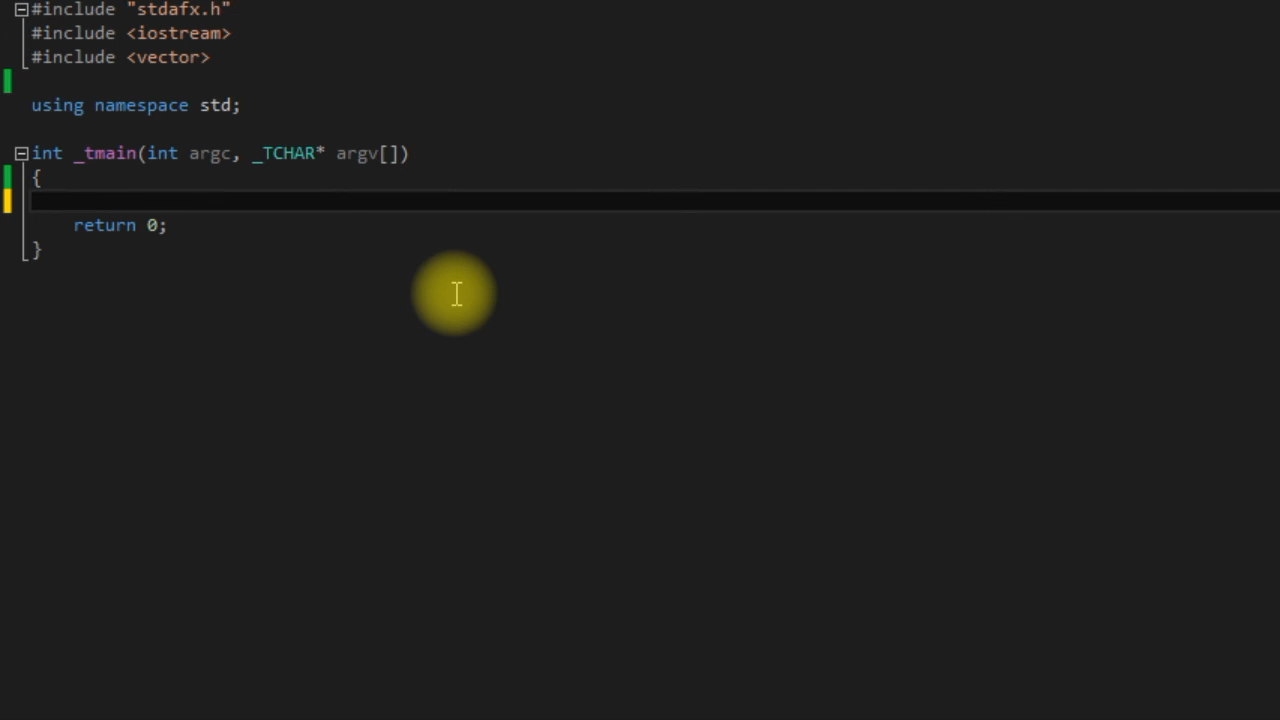 #include "stdafx.h"
#include <iostream>
#include <vector>
using namespace std;
int _tmain(int argc, _TCHAR* argv[])
{
return 0;
}